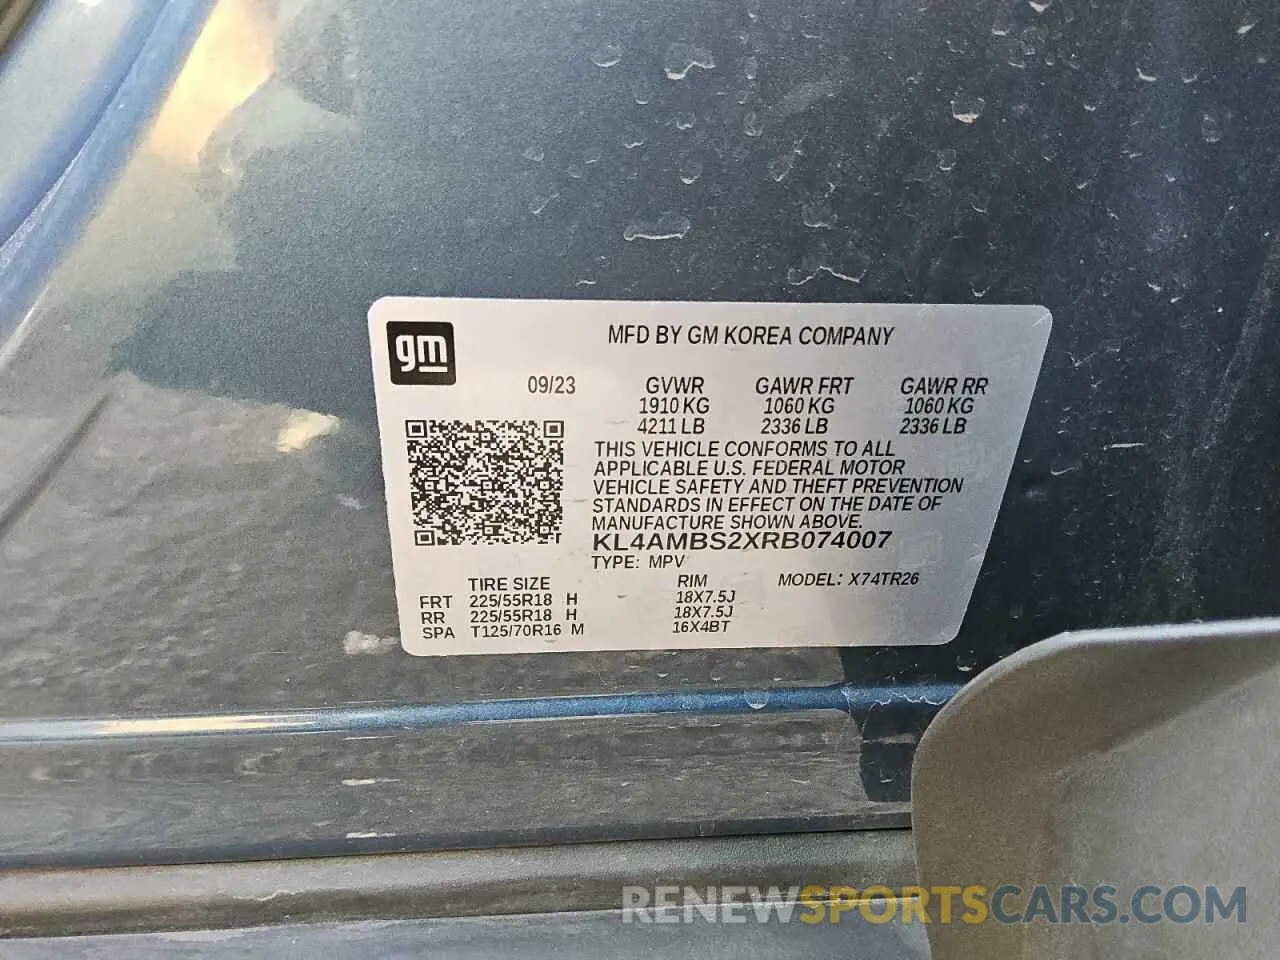 gm
MFD BY GM KOREA COMPANY
09/23
GVWR GAWR FRT GAWR RR
1910 KG 1060 KG 1060 KG
4211 LB 2336 LB 2336 LB
THIS VEHICLE CONFORMS TO ALL
APPLICABLE U.S. FEDERAL MOTOR
VEHICLE SAFETY AND THEFT PREVENTION
STANDARDS IN EFFECT ON THE DATE OF
MANUFACTURE SHOWN ABOVE.
KL4AMBS2XRB074007
TYPE: MPV
TIRE SIZE RIM MODEL: X74TR26
FRT 225/55R18 H 18X7.5J
RR 225/55R18 H 18X7.5J
SPA T125/70R16 M 16X4BT
RENEWSPORTSCARS.COM